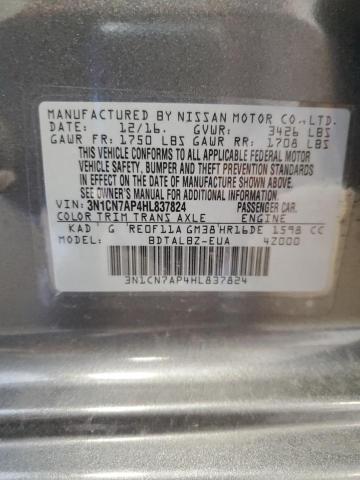 MANUFACTURED BY NISSAN MOTOR CO.,LTD.
DATE: 12/16. GVWR: 3426 LBS
GAWR FR: 1750 LBS GAWR RR: 1708 LBS
THIS VEHICLE CONFORMS TO ALL APPLICABLE FEDERAL MOTOR
VEHICLE SAFETY, BUMPER AND THEFT PREVENTION STANDARDS
IN EFFECT ON THE DATE OF MANUFACTURE SHOWN ABOVE.
SEE OWNER'S MANUAL FOR ADDITIONAL INFORMATION
VIN: 3N1CN7AP4HL837824 PASSENGER CAR.
COLOR TRIM TRANS AXLE ENGINE
KAD G RE0F11A GM38 HR16DE 1598 CC
MODEL: BDTALBZ-EUA 42000
3N1CN7AP4HL837824